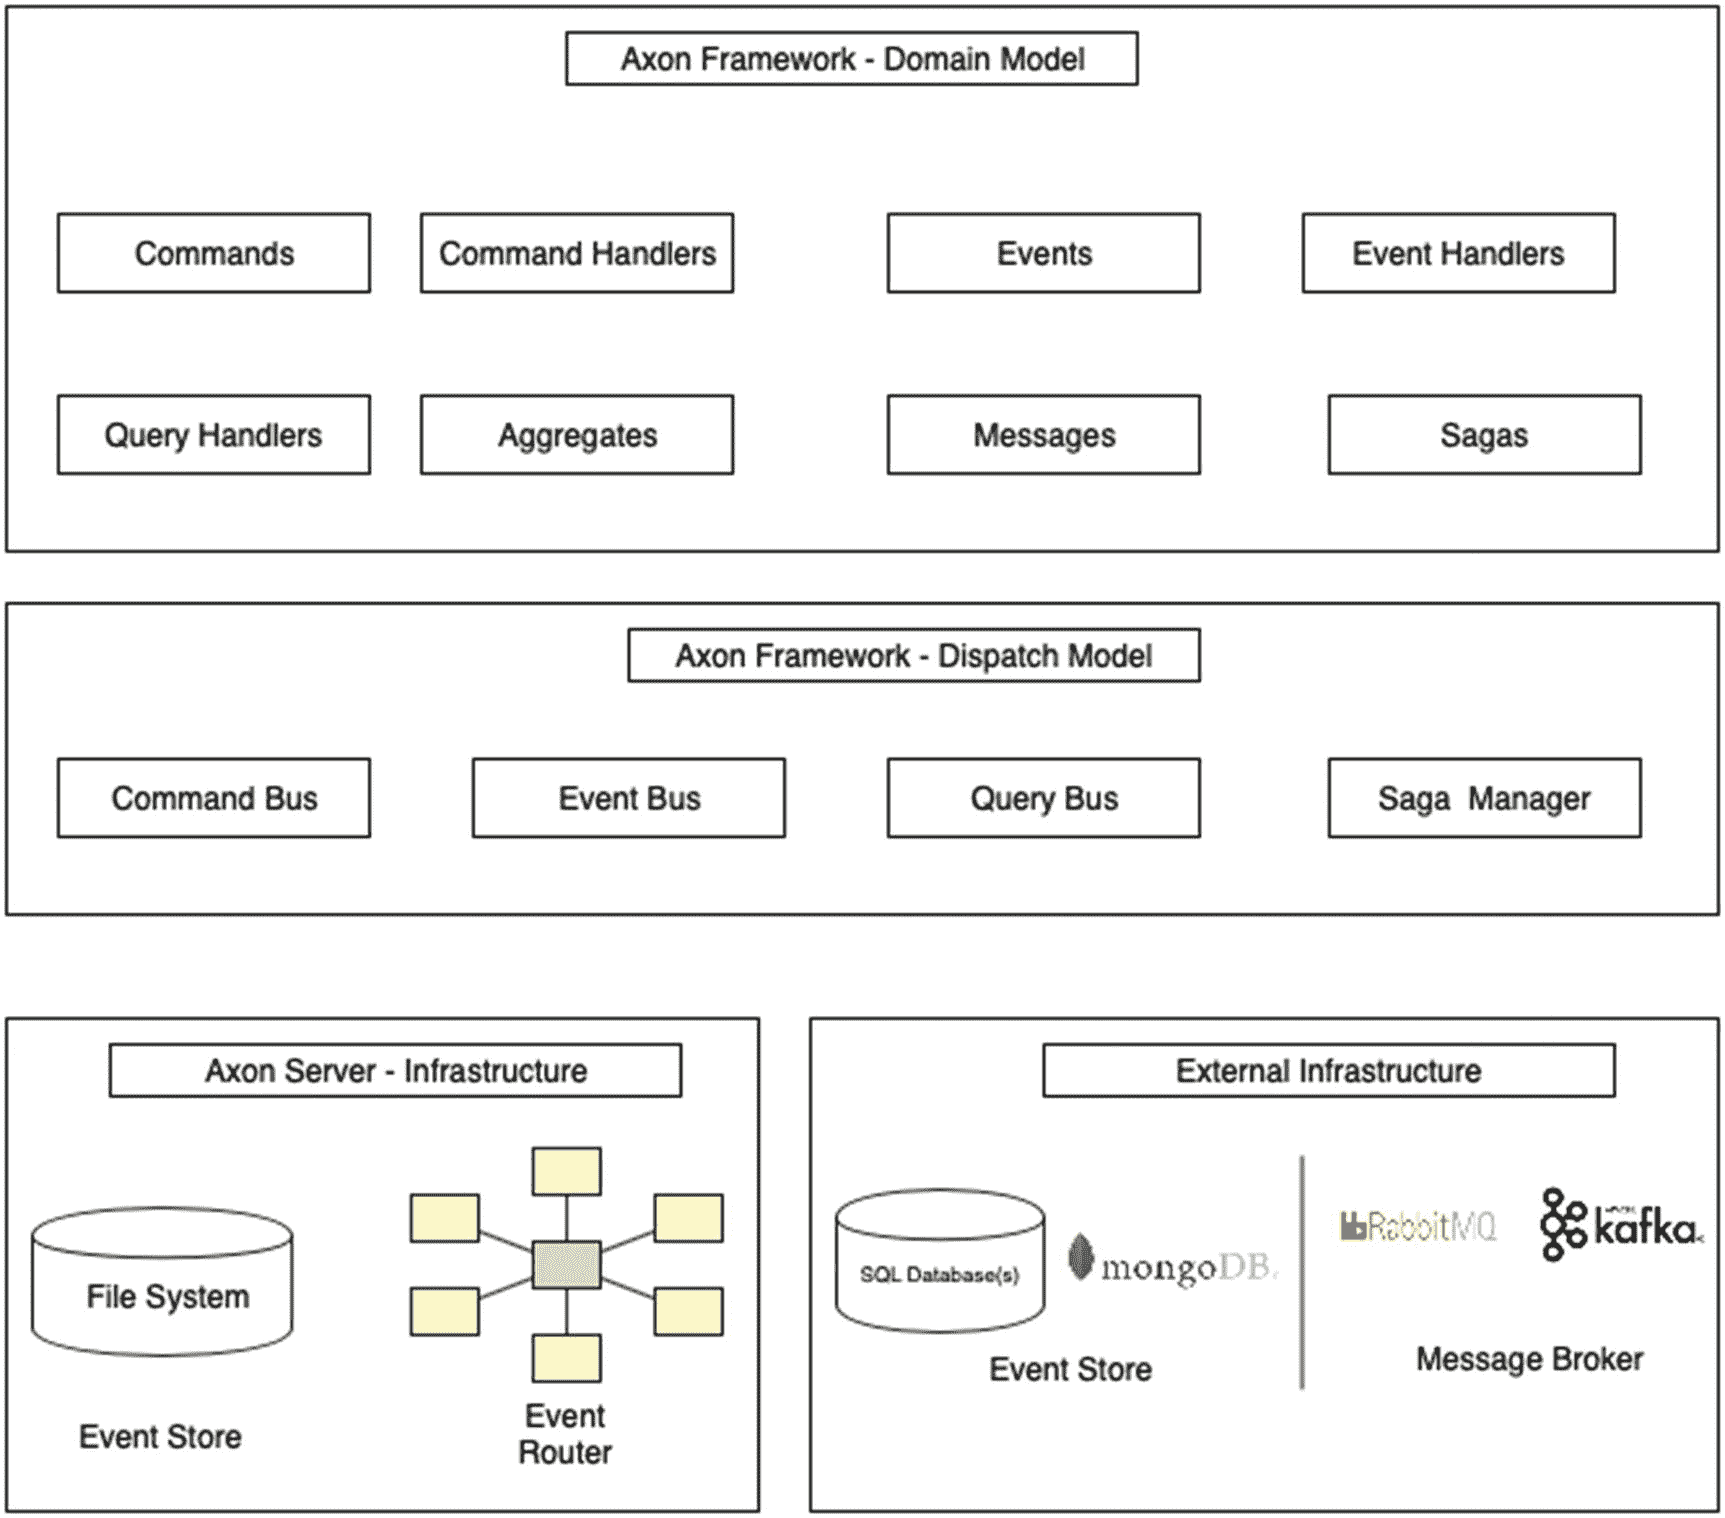 Axon Framework - Domain Model
Commands
Command Handlers
Events
Event Handlers
Query Handlers
Aggregates
Messages
Sagas
Axon Framework - Dispatch Model
Command Bus
Event Bus
Query Bus
Saga Manager
Axon Server - Infrastructure
File System
Event Store
Event
Router
External Infrastructure
SQL Database(s)
mongoDB.
Event Store
RabbitMQ
kafka
Message Broker